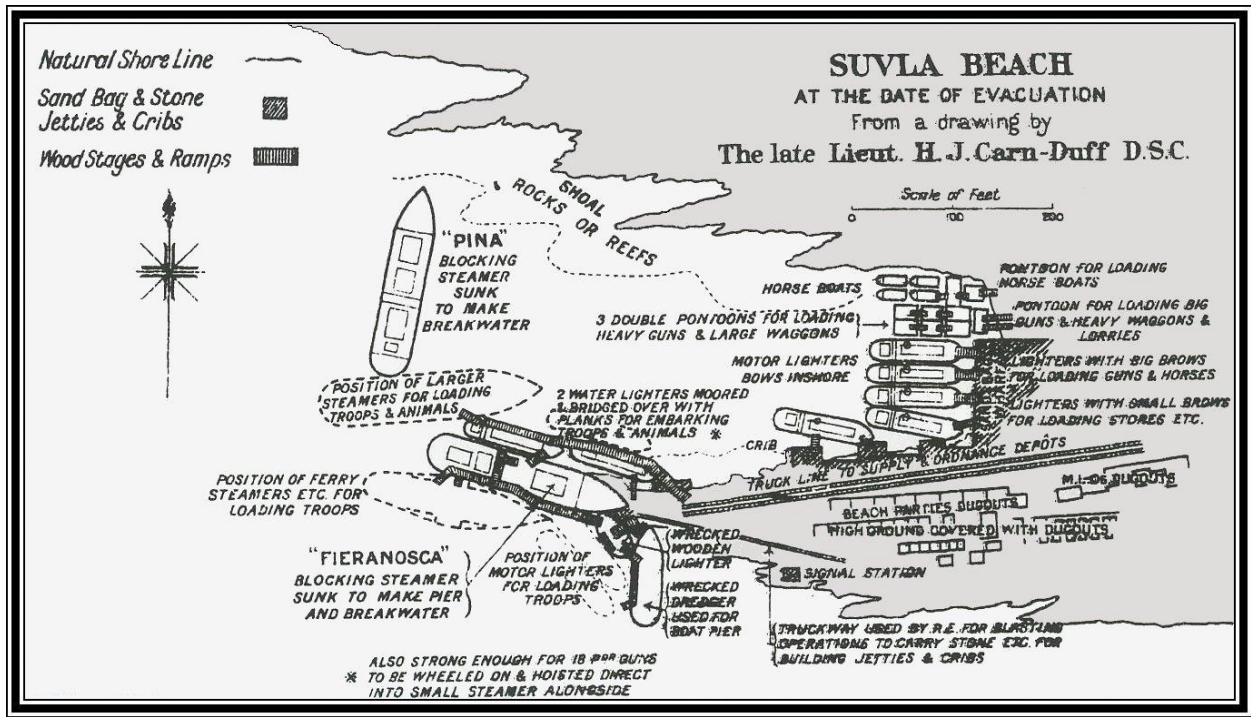 Natural Shore Line
Sand Bag & Stone
Jetties & Cribs
Wood Stages & Ramps
SUVLA BEACH
AT THE DATE OF EVACUATION
From a drawing by
The late Lieut. H. J. Carn-Duff D.S.C.
Scale of Feet
0 100 200
SHOAL
ROCKS OR REEFS
"PINA"
BLOCKING
STEAMER
SUNK
TO MAKE
BREAKWATER
HORSE BOATS
PONTOON FOR LOADING
HORSE BOATS
3 DOUBLE PONTOONS FOR LOADING
HEAVY GUNS & LARGE WAGGONS
PONTOON FOR LOADING BIG
GUNS & HEAVY WAGGONS &
LORRIES
MOTOR LIGHTERS
BOWS INSHORE
LIGHTERS WITH BIG BROWS
FOR LOADING GUNS & HORSES
LIGHTERS WITH SMALL BROWS
FOR LOADING STORES ETC.
POSITION OF LARGER
STEAMERS FOR LOADING
TROOPS & ANIMALS
2 WATER LIGHTERS MOORED
& BRIDGED OVER WITH
PLANKS FOR EMBARKING
TROOPS & ANIMALS *
CRIB
TRUCK LINE TO SUPPLY & ORDNANCE DEPÔTS
M.L.OS DUGOUTS
BEACH PARTIES DUGOUTS
HIGH GROUND COVERED WITH DUGOUTS
POSITION OF FERRY
STEAMERS ETC. FOR
LOADING TROOPS
"FIERANOSCA"
BLOCKING STEAMER
SUNK TO MAKE PIER
AND BREAKWATER
POSITION OF
MOTOR LIGHTERS
FOR LOADING
TROOPS
WRECKED
WOODEN
LIGHTER
WRECKED
DREDGER
USED FOR
BOAT PIER
SIGNAL STATION
TRUCKWAY USED BY R.E. FOR BLASTING
OPERATIONS TO CARRY STONE ETC. FOR
BUILDING JETTIES & CRIBS
ALSO STRONG ENOUGH FOR 18 PDR GUNS
* TO BE WHEELED ON & HOISTED DIRECT
INTO SMALL STEAMER ALONGSIDE